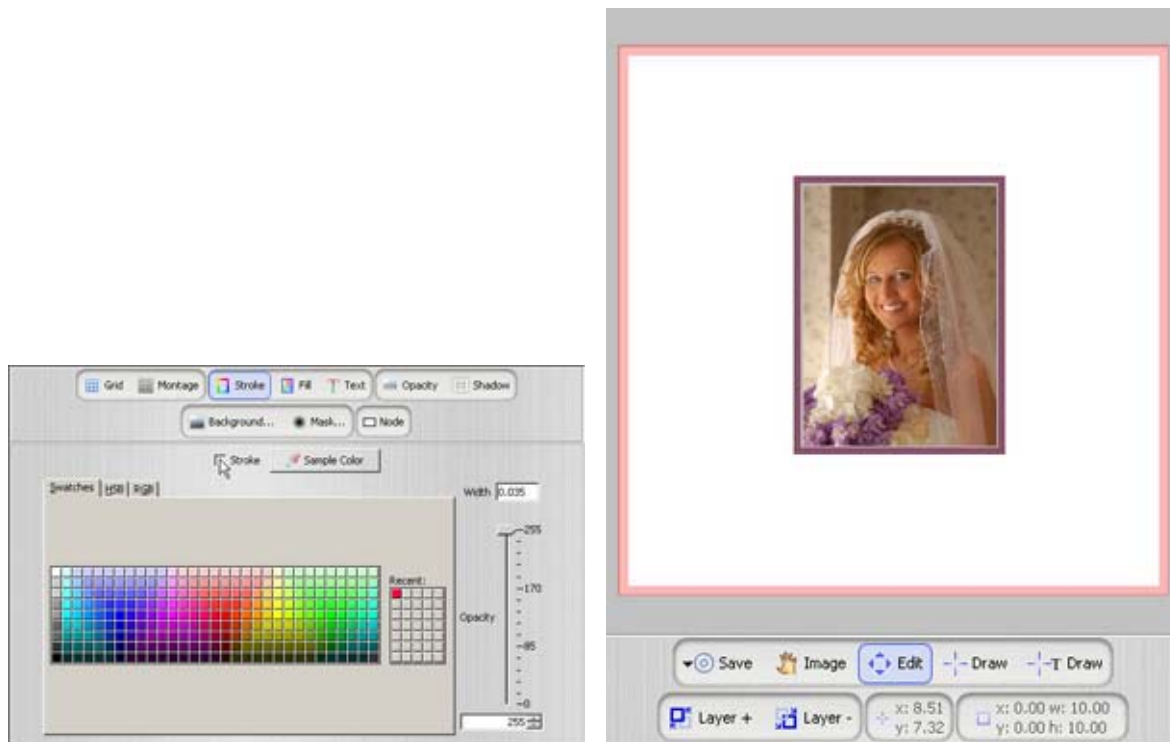 Grid Montage Stroke Fill Text Opacity Shadow
Background... Mask... Node
Stroke Sample Color
Swatches HSB RGB
Width 0.035
255
Recent:
170
Opacity
85
0
255
Save Image Edit Draw T Draw
Layer + Layer - x: 8.51 x: 0.00 w: 10.00
y: 7.32 y: 0.00 h: 10.00